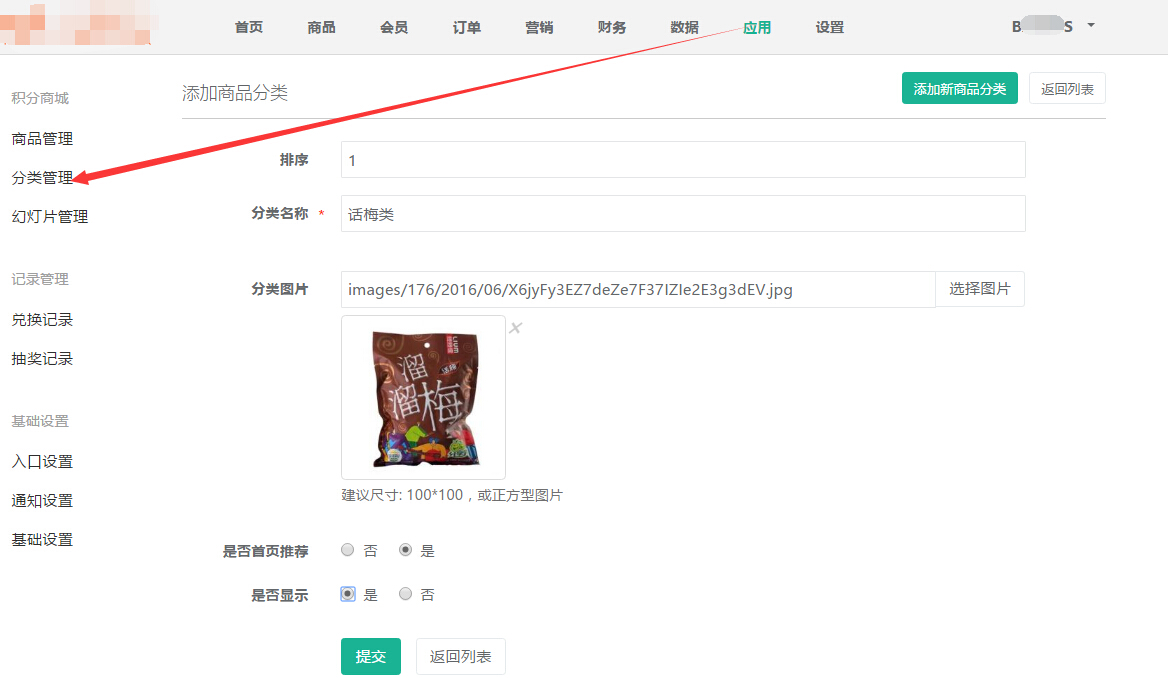 首页 商品 会员 订单 营销 财务 数据 应用 设置
积分商城
商品管理
分类管理
幻灯片管理
记录管理
兑换记录
抽奖记录
基础设置
入口设置
通知设置
基础设置
添加商品分类 添加新商品分类 返回列表
排序 1
分类名称 * 话梅类
分类图片 images/176/2016/06/X6jyFy3EZ7deZe7F37IZIe2E3g3dEV.jpg 选择图片
溜
溜梅
建议尺寸: 100*100，或正方型图片
是否首页推荐 否 是
是否显示 是 否
提交 返回列表